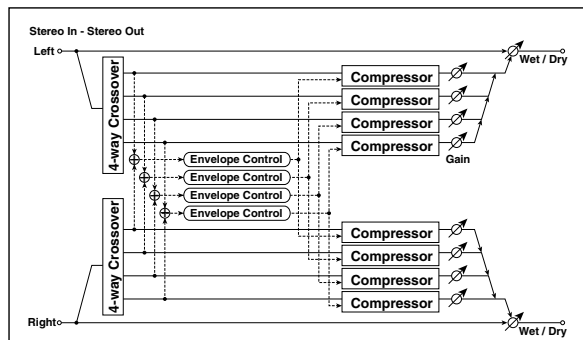 Stereo In - Stereo Out
Left
Wet / Dry
4-way Crossover
Compressor
Compressor
Compressor
Compressor
Gain
Envelope Control
Envelope Control
Envelope Control
Envelope Control
4-way Crossover
Compressor
Compressor
Compressor
Compressor
Right
Wet / Dry